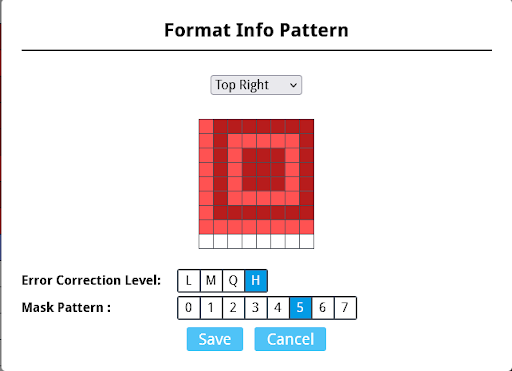 Format Info Pattern
Top Right
Error Correction Level: L M Q H
Mask Pattern : 0 1 2 3 4 5 6 7
Save Cancel